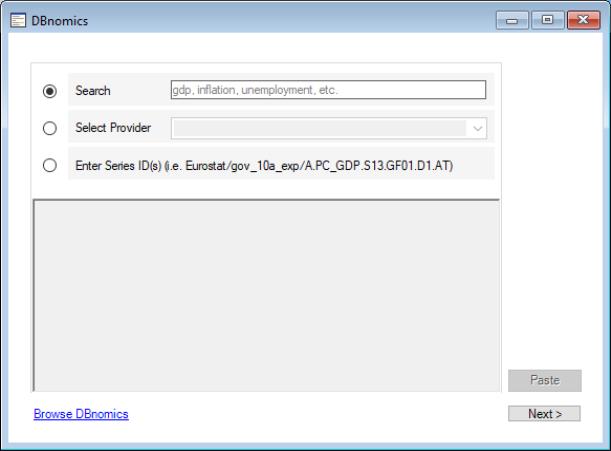 DBnomics
Search
gdp, inflation, unemployment, etc.
Select Provider
Enter Series ID(s) (i.e. Eurostat/gov_10a_exp/A.PC_GDP.S13.GF01.D1.AT)
Paste
Browse DBnomics
Next >